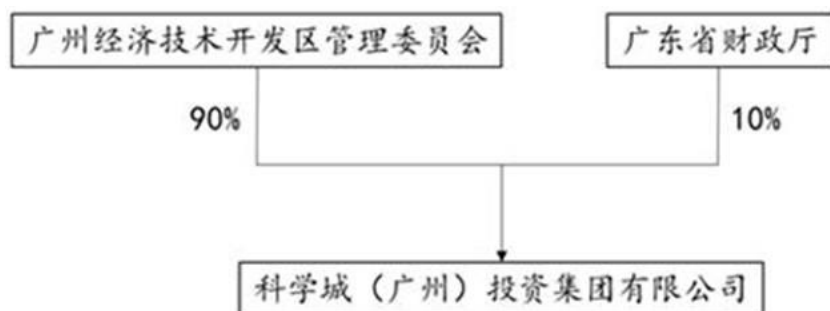 广州经济技术开发区管理委员会
广东省财政厅
90%
10%
科学城（广州）投资集团有限公司